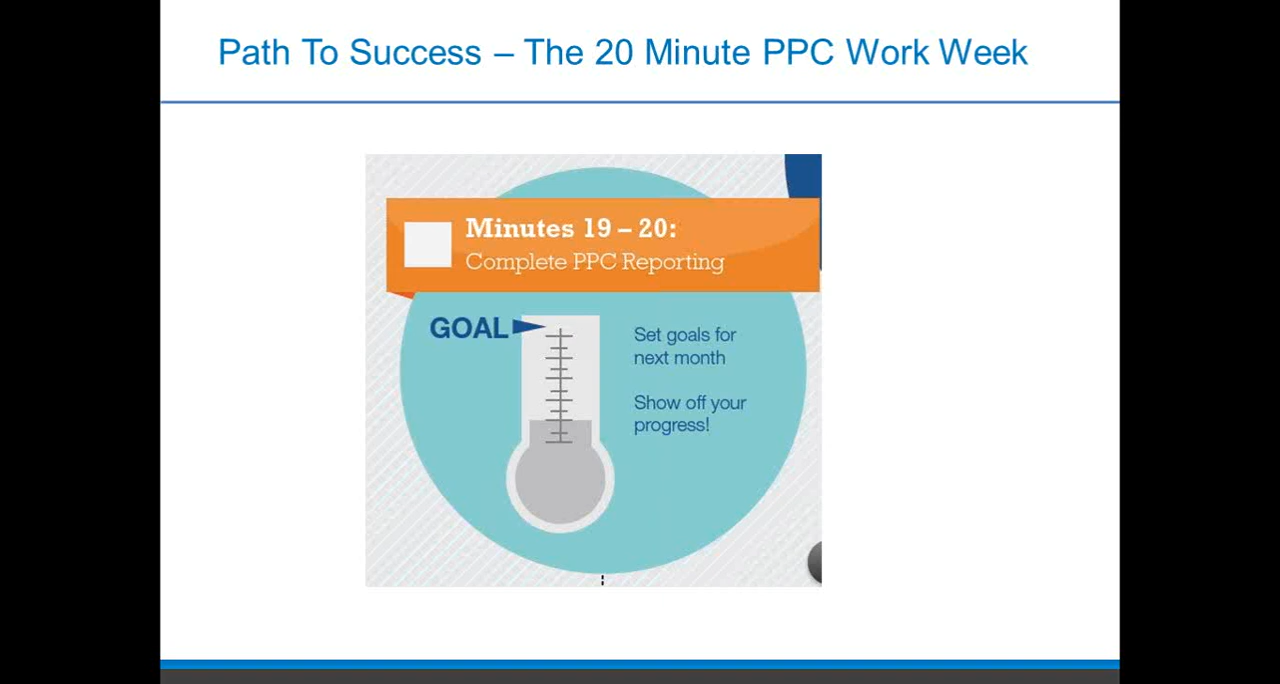 Path To Success – The 20 Minute PPC Work Week
Minutes 19 – 20:
Complete PPC Reporting
GOAL
Set goals for
next month
Show off your
progress!